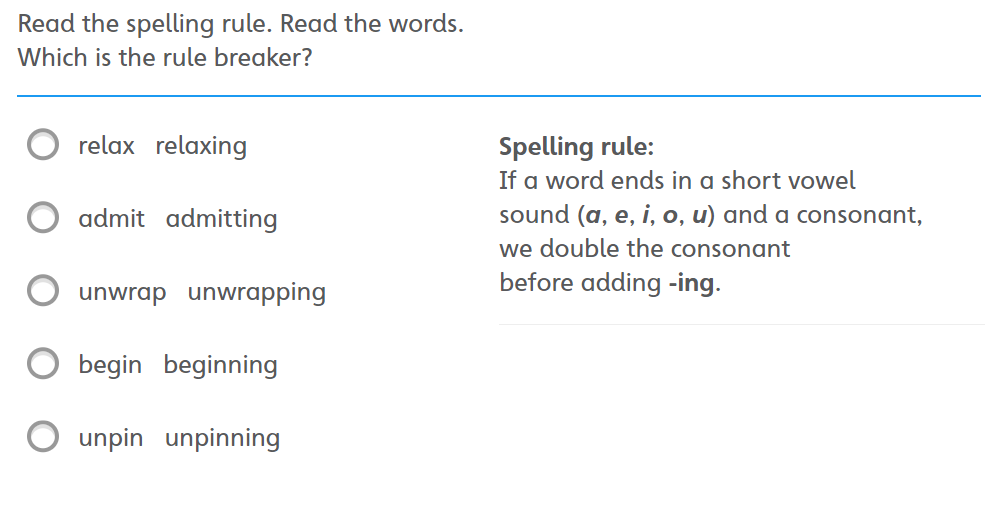 Read the spelling rule. Read the words.
Which is the rule breaker?
relax relaxing
admit admitting
unwrap unwrapping
begin beginning
unpin unpinning
Spelling rule:
If a word ends in a short vowel
sound (a, e, i, o, u) and a consonant,
we double the consonant
before adding -ing.